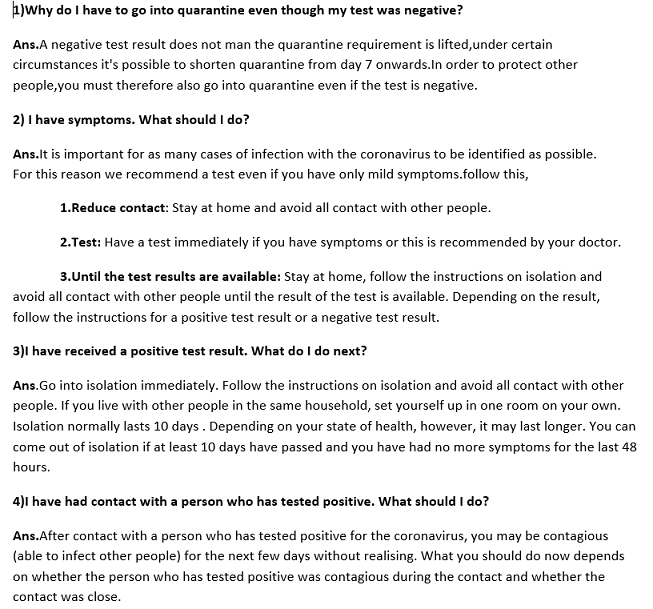 1)Why do I have to go into quarantine even though my test was negative?
Ans.A negative test result does not man the quarantine requirement is lifted,under certain
circumstances it's possible to shorten quarantine from day 7 onwards.In order to protect other
people,you must therefore also go into quarantine even if the test is negative.
2) I have symptoms. What should I do?
Ans.It is important for as many cases of infection with the coronavirus to be identified as possible.
For this reason we recommend a test even if you have only mild symptoms.follow this,
1.Reduce contact: Stay at home and avoid all contact with other people.
2.Test: Have a test immediately if you have symptoms or this is recommended by your doctor.
3.Until the test results are available: Stay at home, follow the instructions on isolation and
avoid all contact with other people until the result of the test is available. Depending on the result,
follow the instructions for a positive test result or a negative test result.
3)I have received a positive test result. What do I do next?
Ans.Go into isolation immediately. Follow the instructions on isolation and avoid all contact with other
people. If you live with other people in the same household, set yourself up in one room on your own.
Isolation normally lasts 10 days . Depending on your state of health, however, it may last longer. You can
come out of isolation if at least 10 days have passed and you have had no more symptoms for the last 48
hours.
4)I have had contact with a person who has tested positive. What should I do?
Ans.After contact with a person who has tested positive for the coronavirus, you may be contagious
(able to infect other people) for the next few days without realising. What you should do now depends
on whether the person who has tested positive was contagious during the contact and whether the
contact was close.